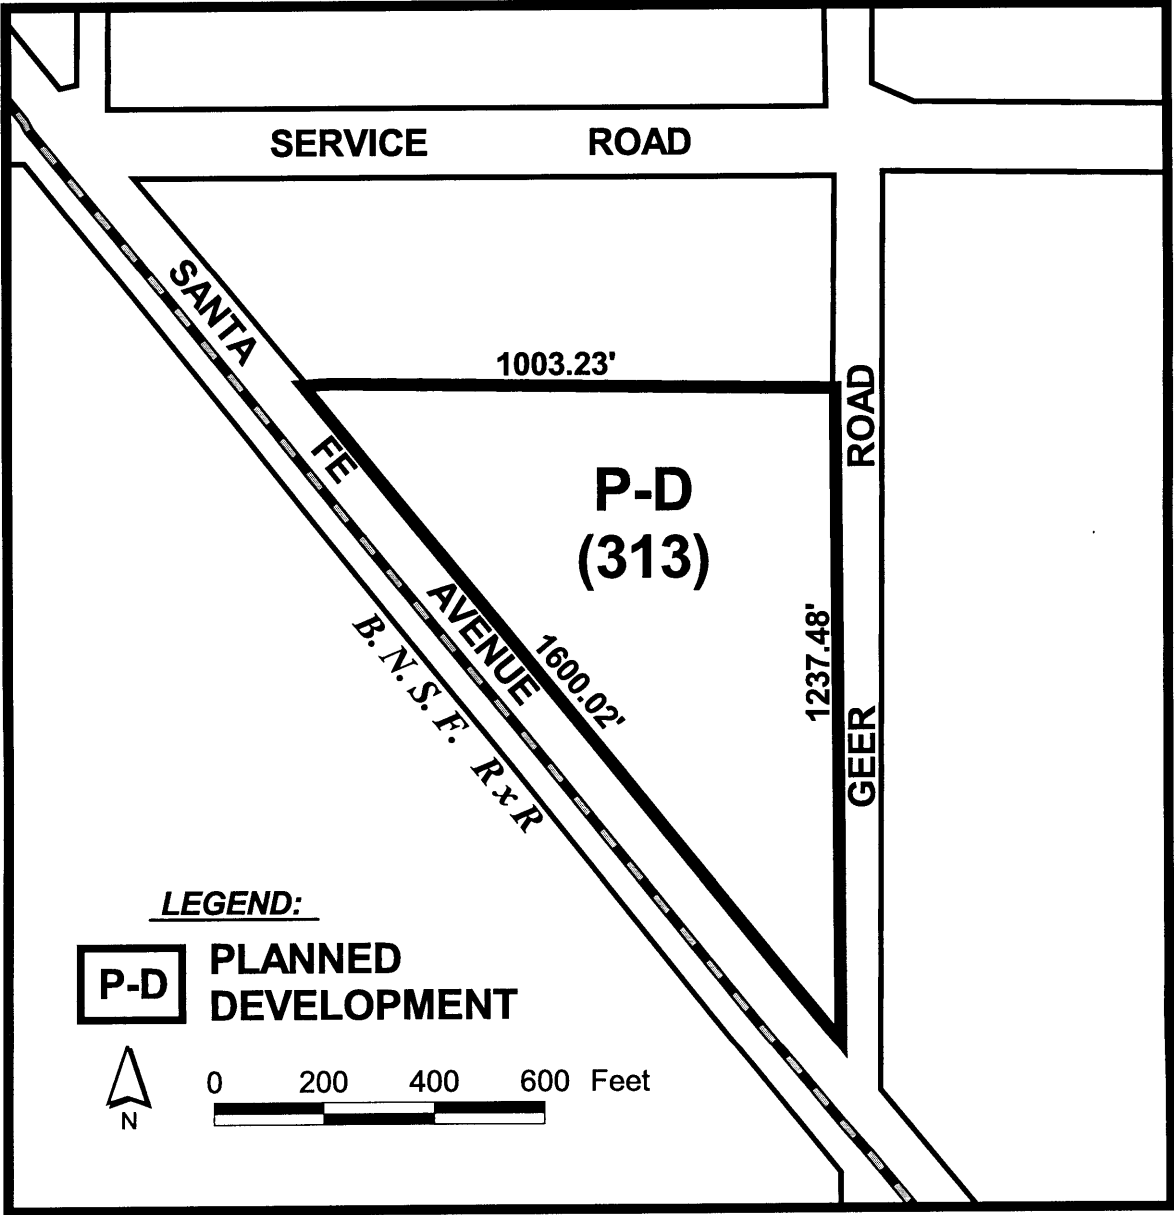 SERVICE ROAD
SANTA FE AVENUE
1003.23'
ROAD
P-D
(313)
1237.48'
1600.02'
B. N. S. F. R x R
GEER
LEGEND:
P-D
PLANNED
DEVELOPMENT
N
0 200 400 600 Feet